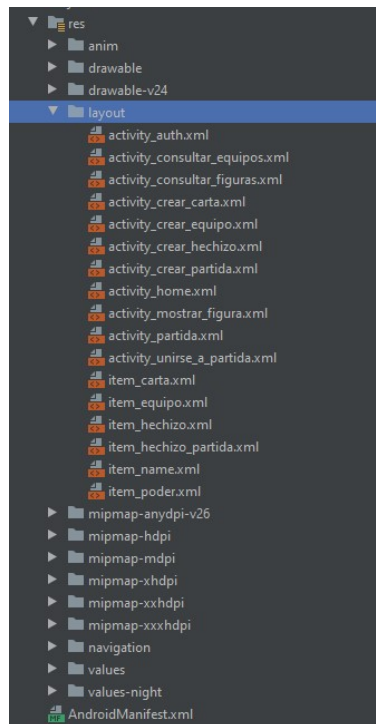 res
anim
drawable
drawable-v24
layout
activity_auth.xml
activity_consultar_equipos.xml
activity_consultar_figuras.xml
activity_crear_carta.xml
activity_crear_equipo.xml
activity_crear_hechizo.xml
activity_crear_partida.xml
activity_home.xml
activity_mostrar_figura.xml
activity_partida.xml
activity_unirse_a_partida.xml
item_carta.xml
item_equipo.xml
item_hechizo.xml
item_hechizo_partida.xml
item_name.xml
item_poder.xml
mipmap-anydpi-v26
mipmap-hdpi
mipmap-mdpi
mipmap-xhdpi
mipmap-xxhdpi
mipmap-xxxhdpi
navigation
values
values-night
AndroidManifest.xml